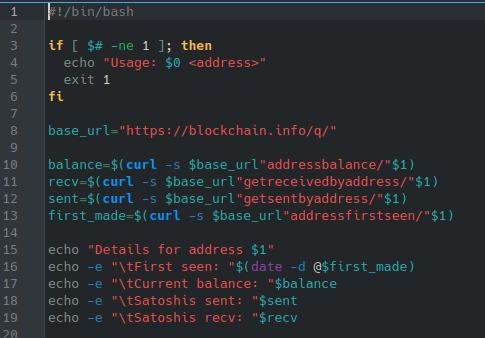 1 #!/bin/bash
2
3 if [ $# -ne 1 ]; then
4   echo "Usage: $0 <address>"
5   exit 1
6 fi
7
8 base_url="https://blockchain.info/q/"
9
10 balance=$(curl -s $base_url"addressbalance/"$1)
11 recv=$(curl -s $base_url"getreceivedbyaddress/"$1)
12 sent=$(curl -s $base_url"getsentbyaddress/"$1)
13 first_made=$(curl -s $base_url"addressfirstseen/"$1)
14
15 echo "Details for address $1"
16 echo -e "\tFirst seen: "$(date -d @$first_made)
17 echo -e "\tCurrent balance: "$balance
18 echo -e "\tSatoshis sent: "$sent
19 echo -e "\tSatoshis recv: "$recv
20